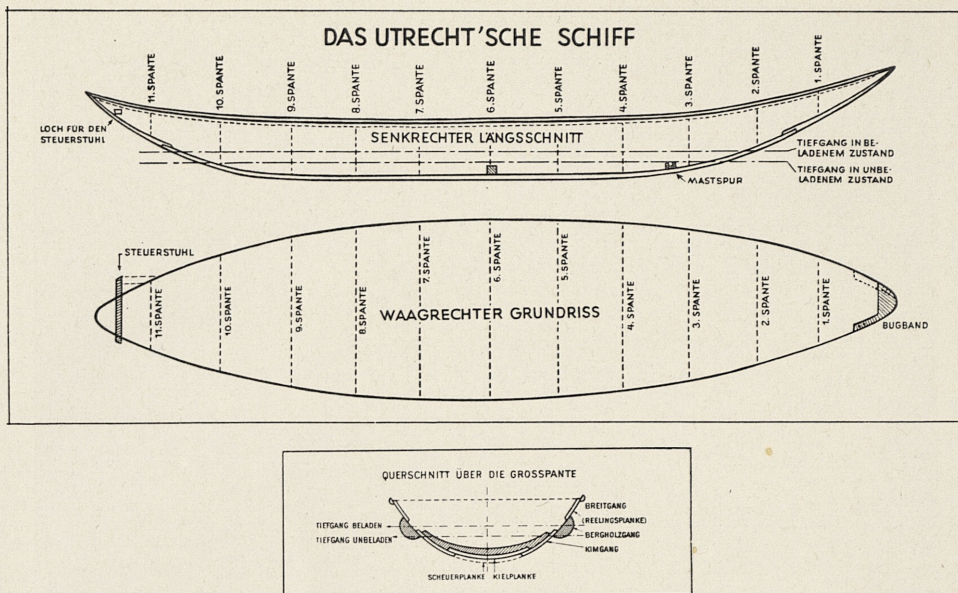 DAS UTRECHT'SCHE SCHIFF
11. SPANTE
10. SPANTE
9. SPANTE
8. SPANTE
7. SPANTE
6. SPANTE
5. SPANTE
4. SPANTE
3. SPANTE
2. SPANTE
1. SPANTE
LOCH FÜR DEN
STEUERSTUHL
SENKRECHTER LÄNGSSCHNITT
TIEFGANG IN BE-
LADENEM ZUSTAND
TIEFGANG IN UNBE-
LADENEM ZUSTAND
MASTSPUR
STEUERSTUHL
11. SPANTE
10. SPANTE
9. SPANTE
8. SPANTE
7. SPANTE
6. SPANTE
5. SPANTE
4. SPANTE
3. SPANTE
2. SPANTE
1. SPANTE
WAAGRECHTER GRUNDRISS
BUGBAND
QUERSCHNITT ÜBER DIE GROSSPANTE
TIEFGANG BELADEN
TIEFGANG UNBELADEN
BREITGANG
(REELINGSPLANKE)
BERGHOLZGANG
KIMGANG
SCHEUERPLANKE KIELPLANKE